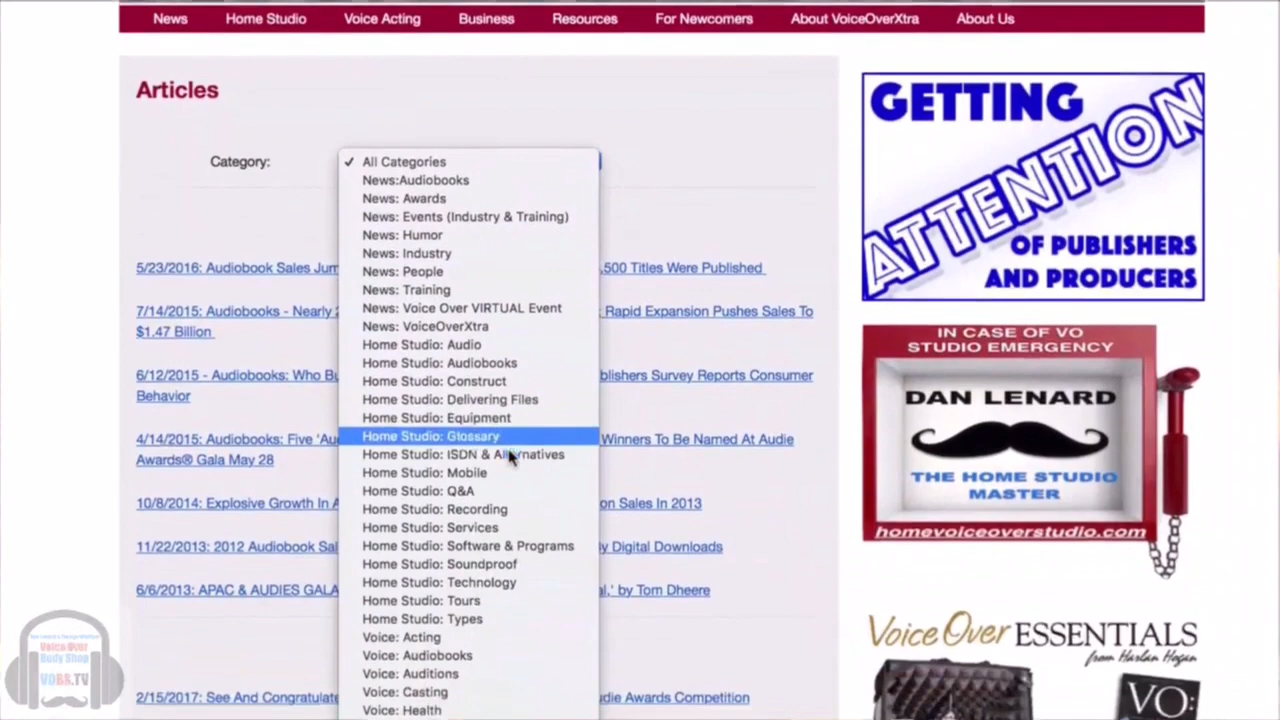 News Home Studio Voice Acting Business Resources For Newcomers About VoiceOverXtra About Us
Articles
Category:
✓ All Categories
News:Audiobooks
News: Awards
News: Events (Industry & Training)
News: Humor
News: Industry
News: People
News: Training
News: Voice Over VIRTUAL Event
News: VoiceOverXtra
Home Studio: Audio
Home Studio: Audiobooks
Home Studio: Construct
Home Studio: Delivering Files
Home Studio: Equipment
Home Studio: Glossary
Home Studio: ISDN & Alternatives
Home Studio: Mobile
Home Studio: Q&A
Home Studio: Recording
Home Studio: Services
Home Studio: Software & Programs
Home Studio: Soundproof
Home Studio: Technology
Home Studio: Tours
Home Studio: Types
Voice: Acting
Voice: Audiobooks
Voice: Auditions
Voice: Casting
Voice: Health
5/23/2016: Audiobook Sales Jum ,500 Titles Were Published
7/14/2015: Audiobooks - Nearly 2 Rapid Expansion Pushes Sales To
$1.47 Billion
6/12/2015 - Audiobooks: Who Bu blishers Survey Reports Consumer
Behavior
4/14/2015: Audiobooks: Five 'Au Winners To Be Named At Audie
Awards® Gala May 28
10/8/2014: Explosive Growth In A on Sales In 2013
11/22/2013: 2012 Audiobook Sal y Digital Downloads
6/6/2013: APAC & AUDIES GALA al,' by Tom Dheere
2/15/2017: See And Congratulate die Awards Competition
GETTING
ATTENTION
OF PUBLISHERS
AND PRODUCERS
IN CASE OF VO
STUDIO EMERGENCY
DAN LENARD
THE HOME STUDIO
MASTER
homevoiceoverstudio.com
Voice Over ESSENTIALS
from Harlan Hogan
VO:
Voice Over
Body Shop
VOBS.TV